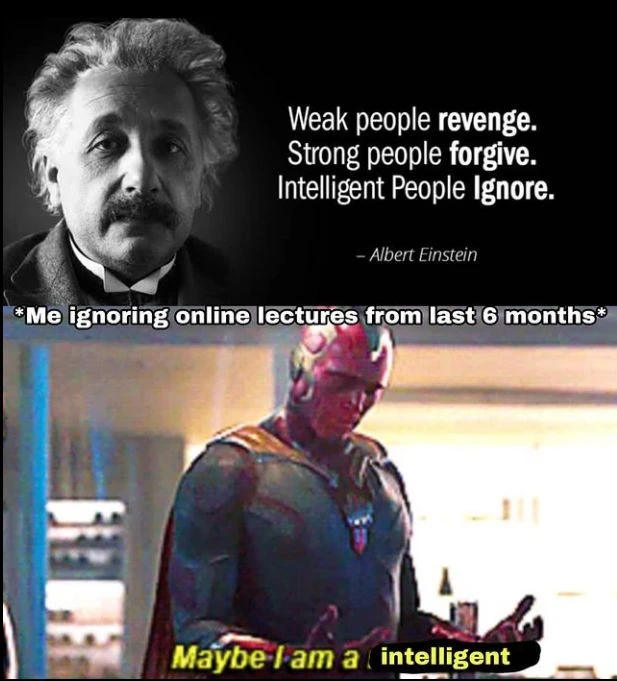 Weak people revenge.
Strong people forgive.
Intelligent People Ignore.
– Albert Einstein
*Me ignoring online lectures from last 6 months*
Maybe I am a intelligent